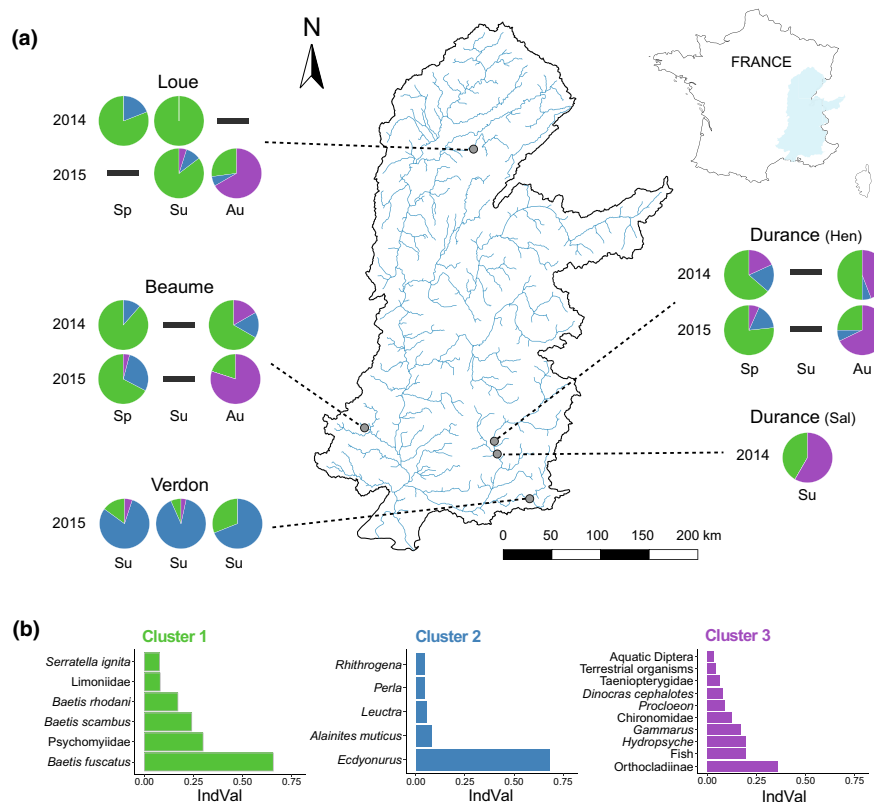 (a)
N
FRANCE
Loue
2014
2015
Sp Su Au
Beaume
2014
2015
Sp Su Au
Verdon
2015
Su Su Su
Durance (Hen)
2014
2015
Sp Su Au
Durance (Sal)
2014
Su
0 50 100 150 200 km
(b)
Cluster 1
Serratella ignita
Limoniidae
Baetis rhodani
Baetis scambus
Psychomyiidae
Baetis fuscatus
0.00 0.25 0.50 0.75
IndVal
Cluster 2
Rhithrogena
Perla
Leuctra
Alainites muticus
Ecdyonurus
0.00 0.25 0.50 0.75
IndVal
Cluster 3
Aquatic Diptera
Terrestrial organisms
Taeniopterygidae
Dinocras cephalotes
Procloeon
Chironomidae
Gammarus
Hydropsyche
Fish
Orthocladiinae
0.00 0.25 0.50 0.75
IndVal